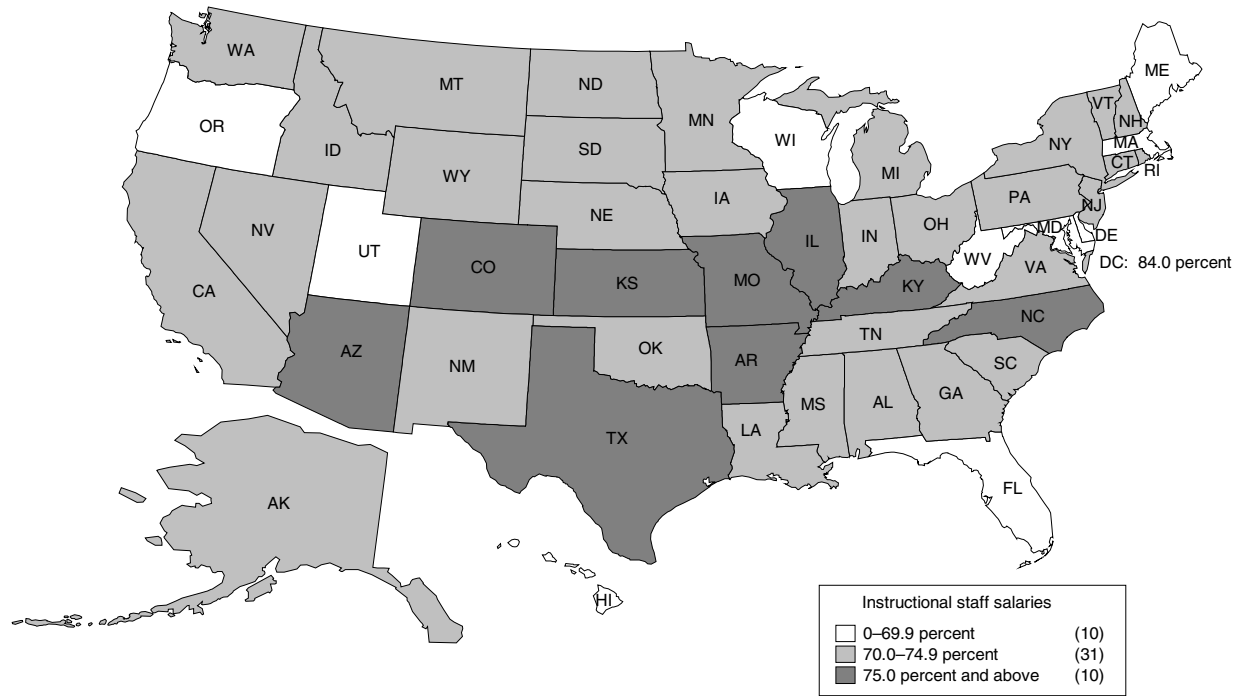 WA
MT
ND
MN
ME
OR
ID
SD
WI
VT
NH
NY
MA
CT
RI
WY
MI
IA
NE
PA
NJ
NV
UT
OH
IN
IL
MD
DE
CO
WV
VA
DC: 84.0 percent
CA
KS
MO
KY
NC
AZ
NM
OK
TN
AR
SC
MS
AL
GA
TX
LA
AK
FL
HI
Instructional staff salaries
0–69.9 percent (10)
70.0–74.9 percent (31)
75.0 percent and above (10)